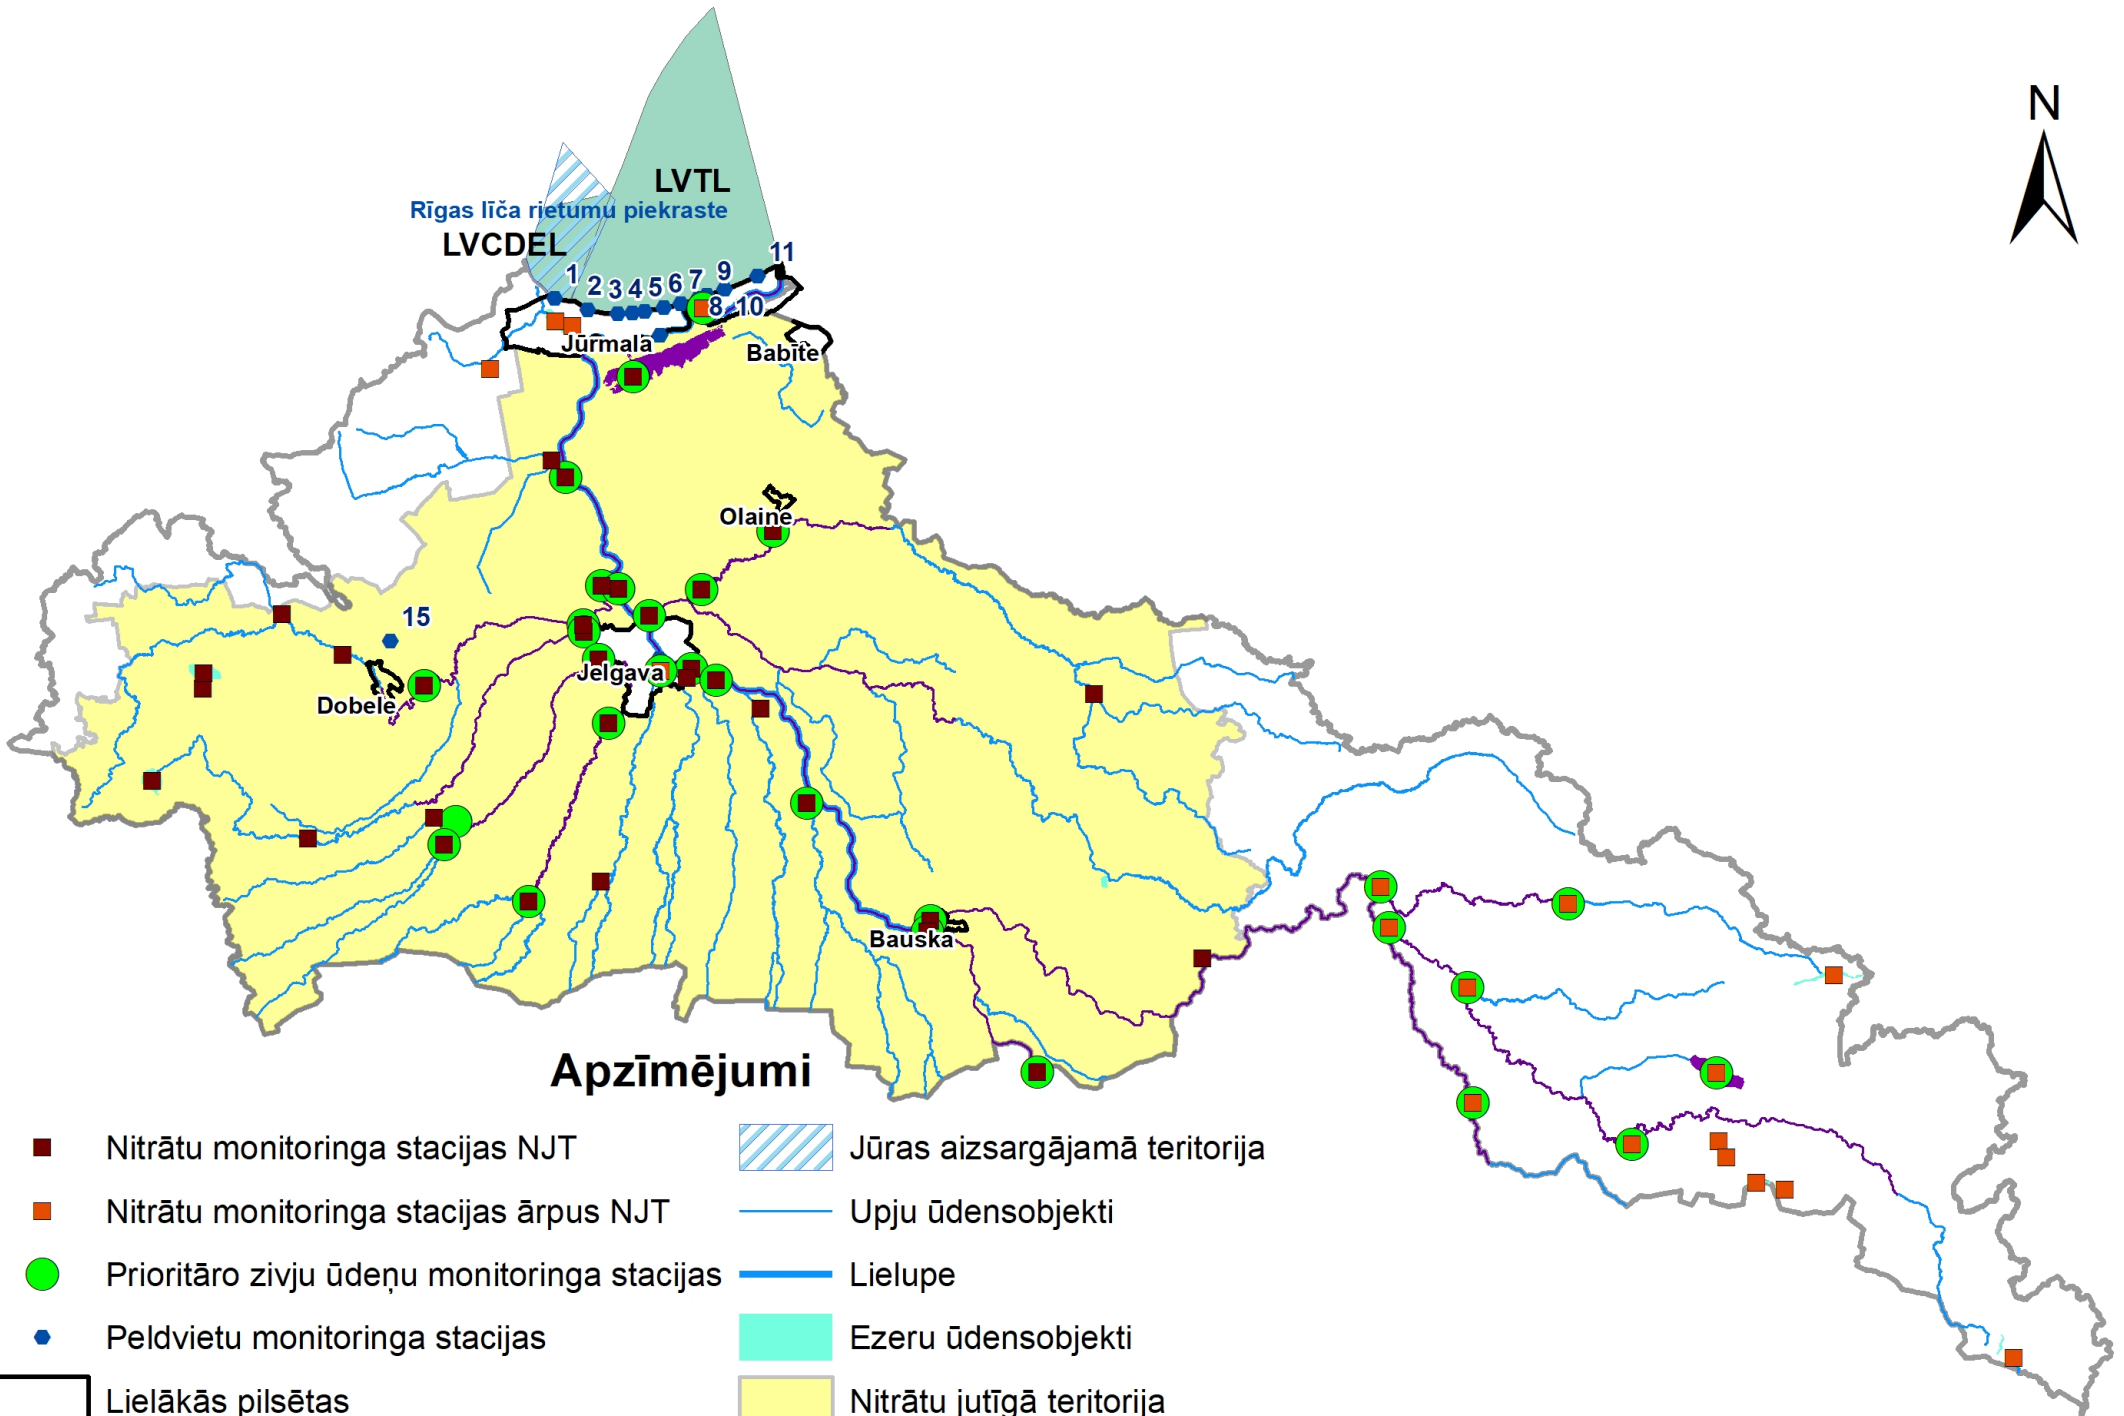 N
LVTL
Rīgas līča rietumu piekraste
LVCDEL
11
1
2
3
4
5
6
7
9
8
10
Jūrmala
Babīte
Olaine
15
Jelgava
Dobele
Bauska
Apzīmējumi
Nitrātu monitoringa stacijas NJT
Nitrātu monitoringa stacijas ārpus NJT
Prioritāro zivju ūdeņu monitoringa stacijas
Peldvietu monitoringa stacijas
Lielākās pilsētas
Jūras aizsargājamā teritorija
Upju ūdensobjekti
Lielupe
Ezeru ūdensobjekti
Nitrātu jutīgā teritorija